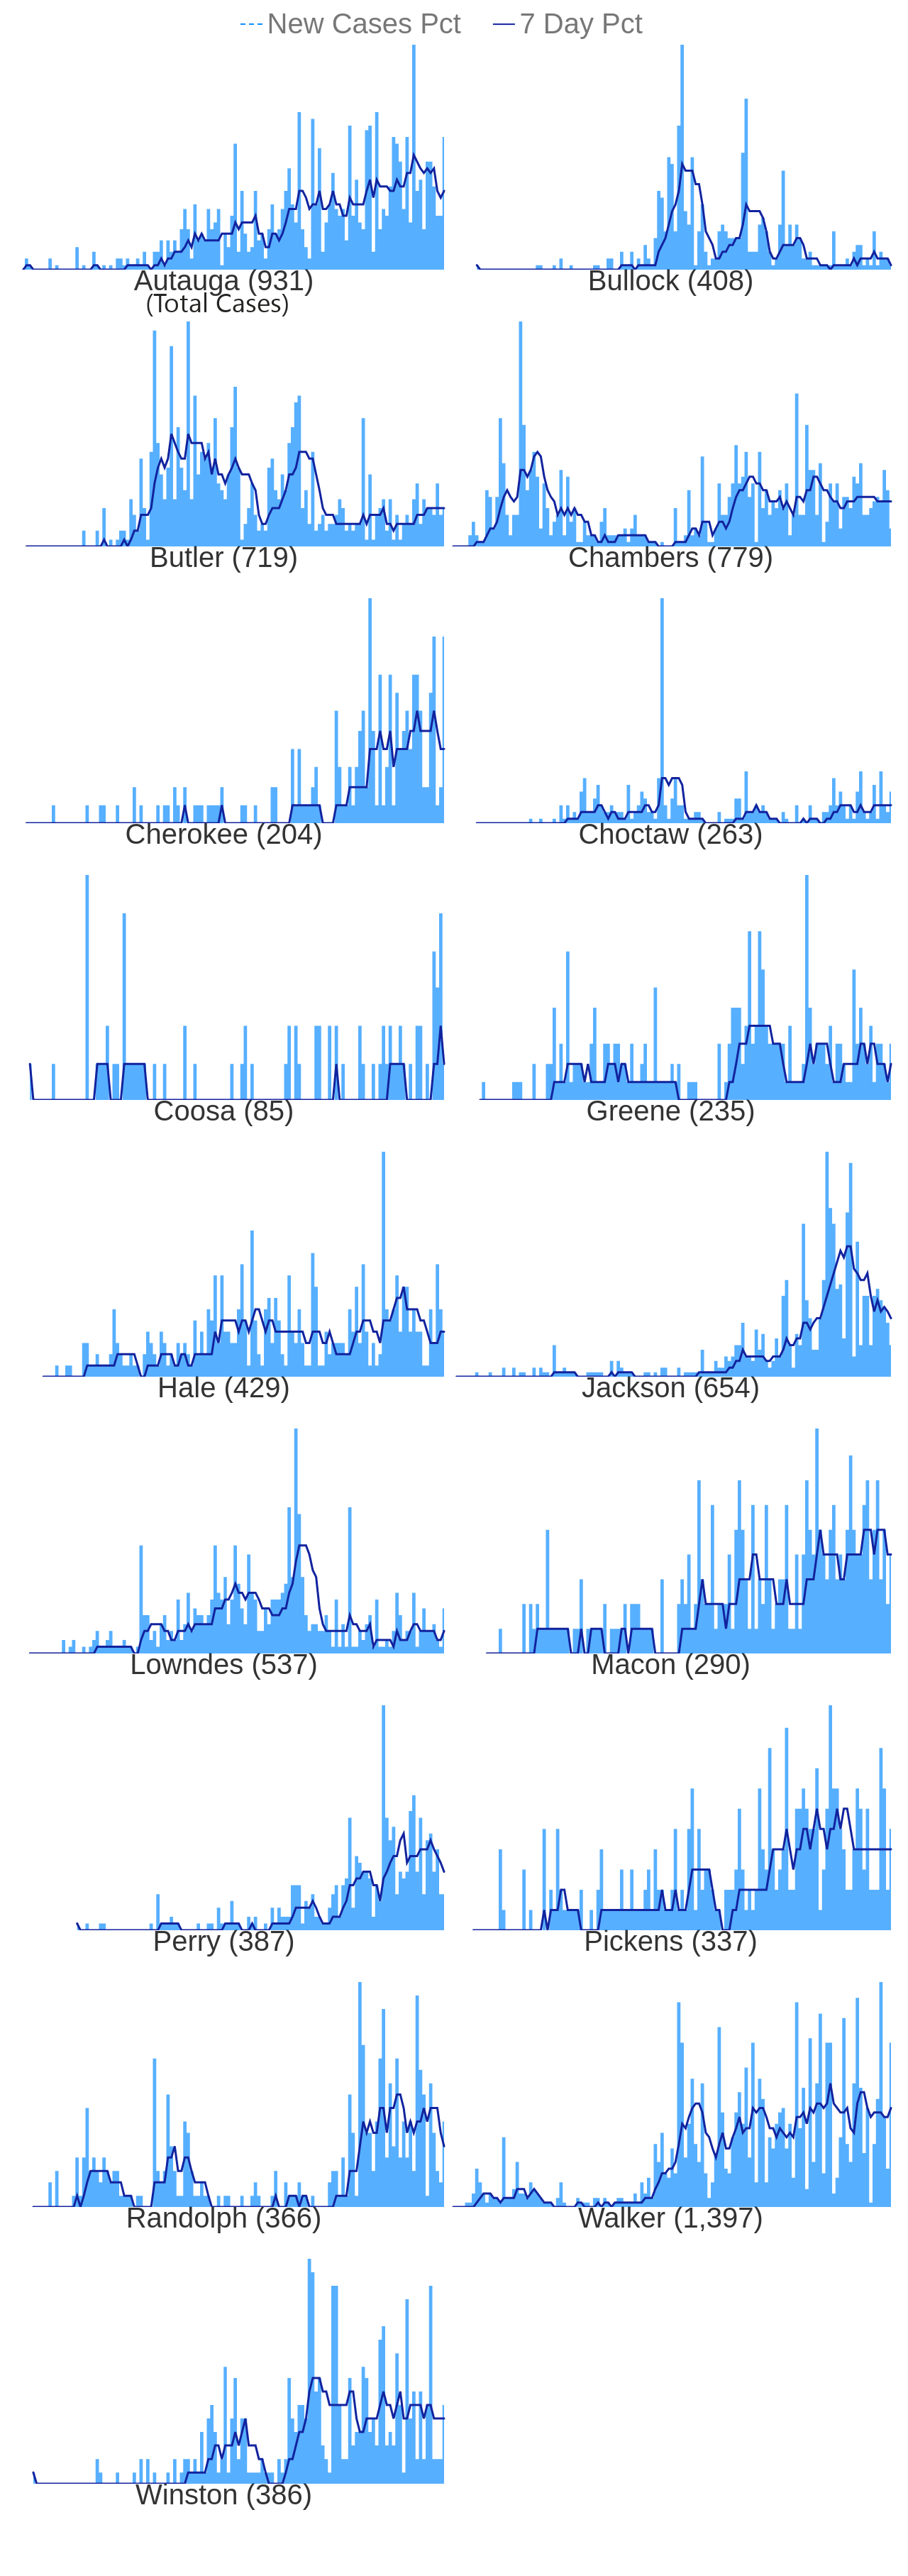 New Cases Pct 7 Day Pct
Autauga (931) Bullock (408)
(Total Cases)
Butler (719) Chambers (779)
Cherokee (204) Choctaw (263)
Coosa (85) Greene (235)
Hale (429) Jackson (654)
Lowndes (537) Macon (290)
Perry (387) Pickens (337)
Randolph (366) Walker (1,397)
Winston (386)